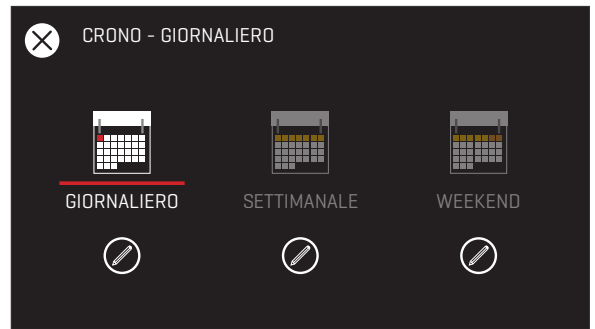 CRONO - GIORNALIERO
GIORNALIERO
SETTIMANALE
WEEKEND